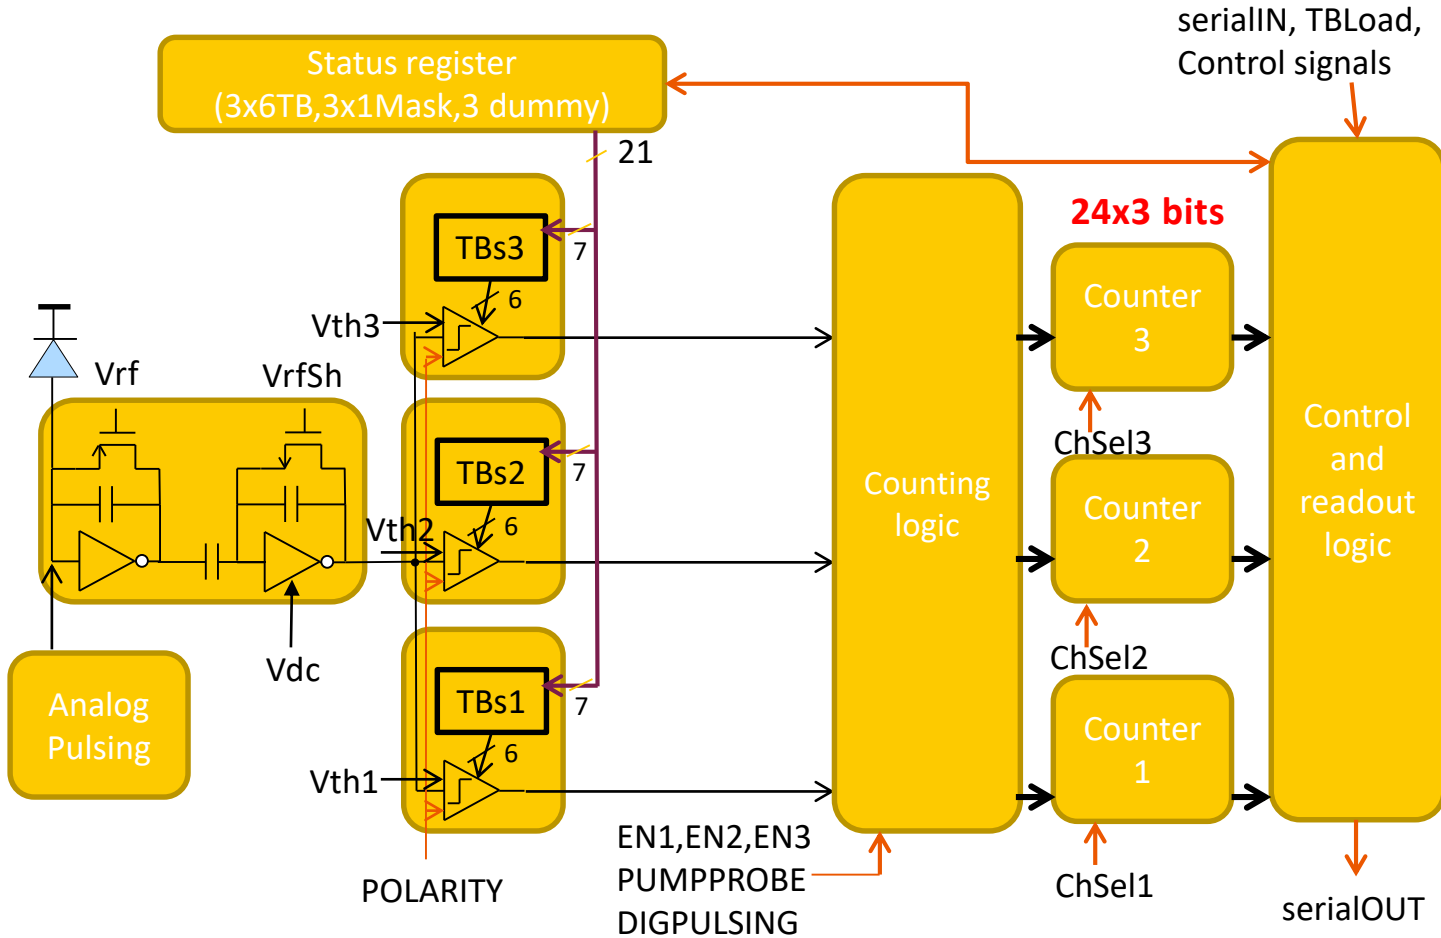 serialIN, TBLoad,
Control signals
Status register
(3x6TB,3x1Mask,3 dummy)
21
24x3 bits
TBs3
7
6
Vth3
Counter
3
Vrf
VrfSh
ChSel3
Control
and
readout
logic
TBs2
7
6
Vth2
Counting
logic
Counter
2
ChSel2
Vdc
Analog
Pulsing
TBs1
7
6
Vth1
Counter
1
EN1,EN2,EN3
PUMPPROBE
DIGPULSING
POLARITY
ChSel1
serialOUT